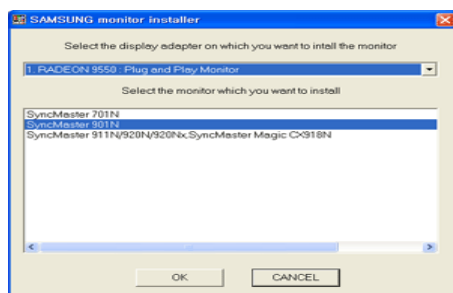 SAMSUNG monitor installer
Select the display adapter on which you want to intall the monitor
1. RADEON 9550 : Plug and Play Monitor
Select the monitor which you want to install
SyncMaster 701N
SyncMaster 901N
SyncMaster 911N/920N/920Nx,SyncMaster Magic CX918N
OK
CANCEL